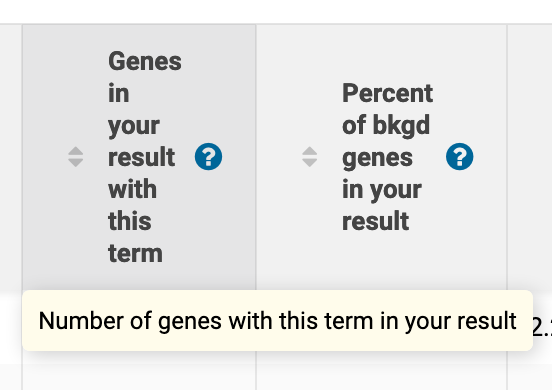 Genes
in
your
result
with
this
term
?
Percent
of bkgd
genes
in your
result
?
Number of genes with this term in your result
2.